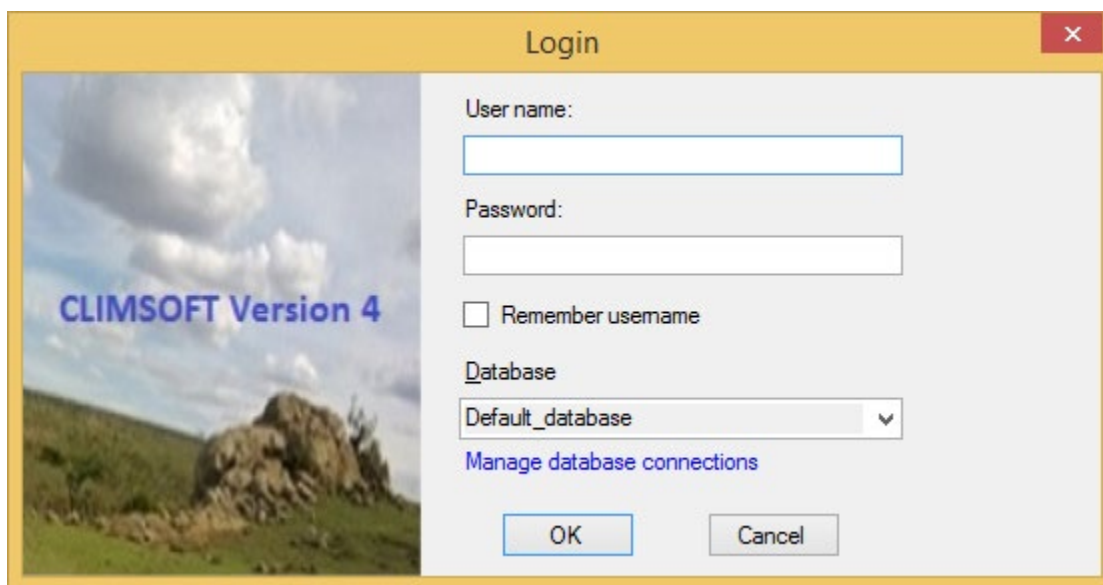 Login
CLIMSOFT Version 4
User name:
Password:
Remember username
Database
Default_database
Manage database connections
OK
Cancel